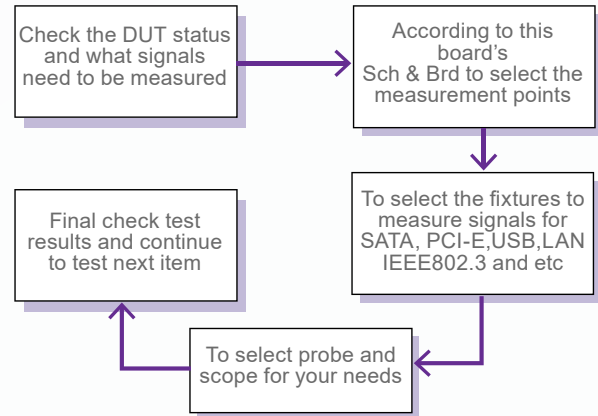 Check the DUT status
and what signals
need to be measured
According to this
board's
Sch & Brd to select the
measurement points
To select the fixtures to
measure signals for
SATA, PCI-E,USB,LAN
IEEE802.3 and etc
To select probe and
scope for your needs
Final check test
results and continue
to test next item